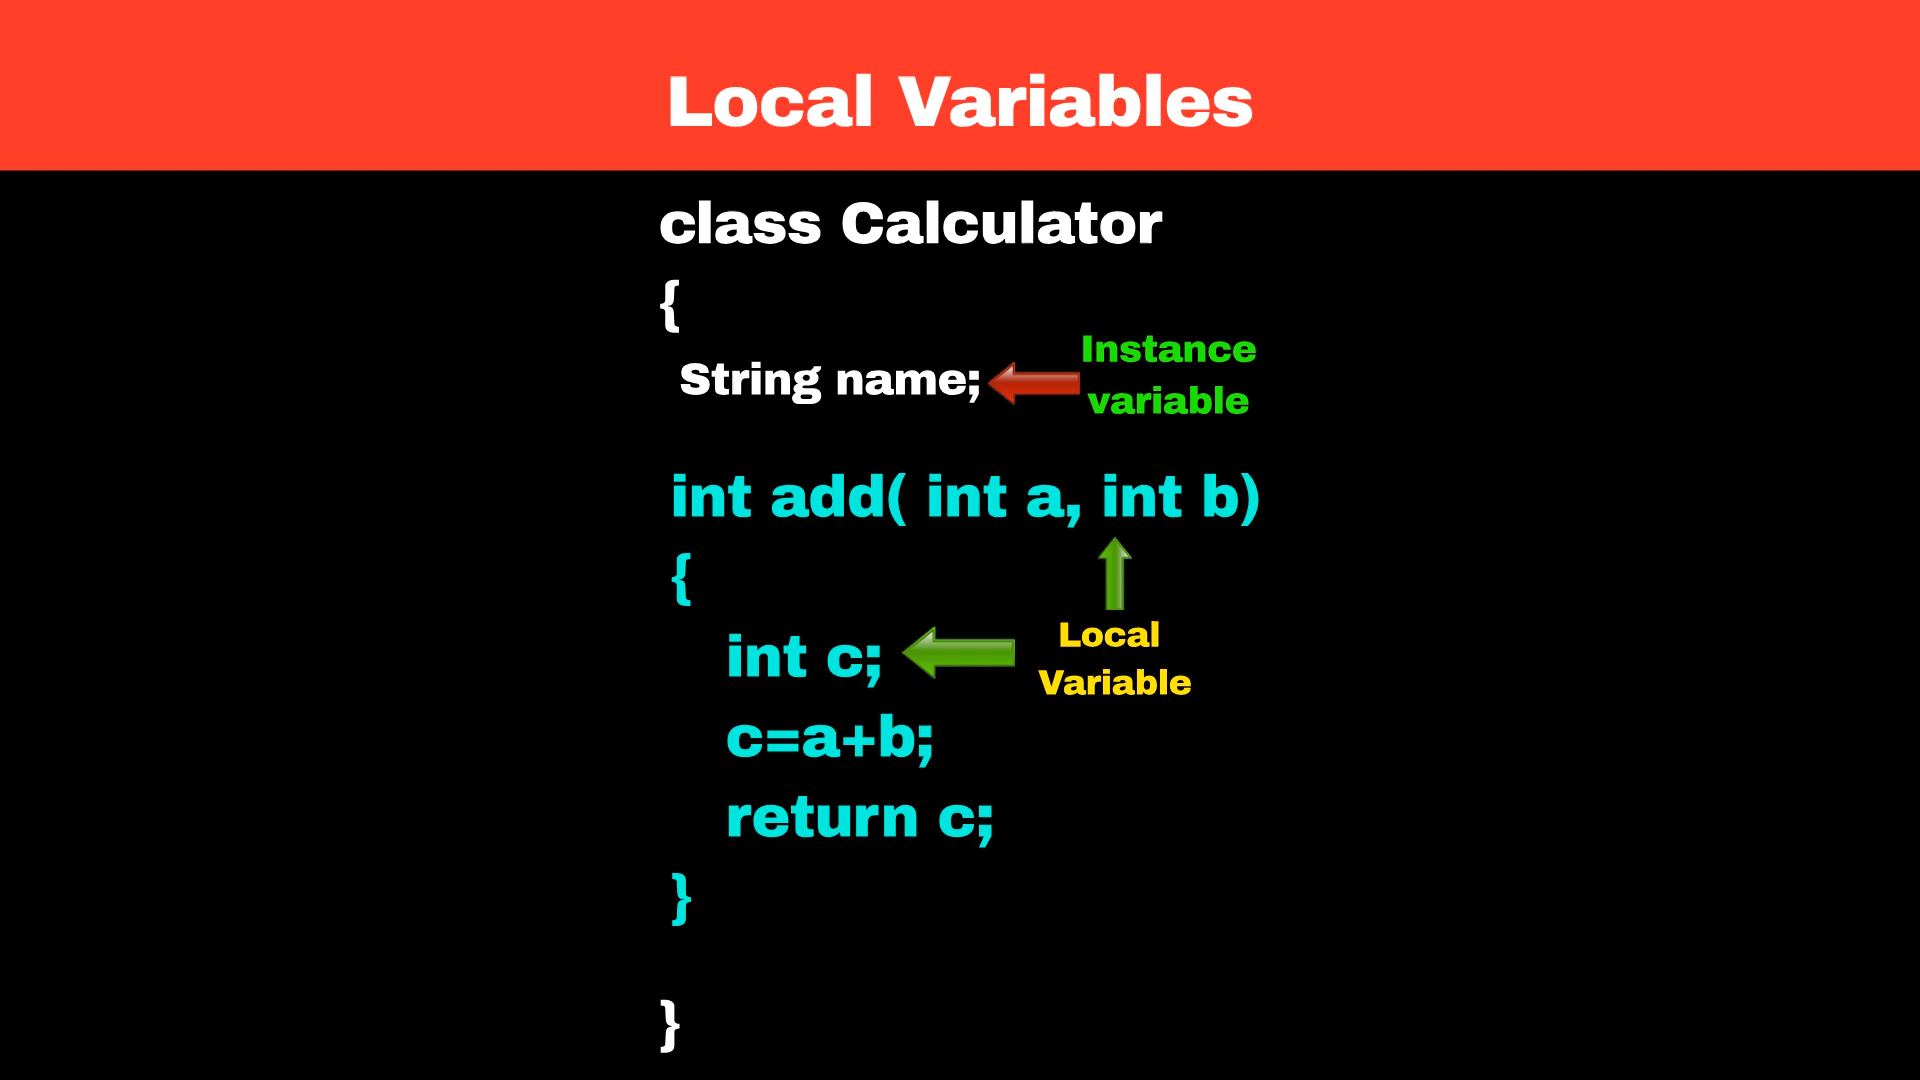 Local Variables
class Calculator
{
String name;
Instance
variable
int add( int a, int b)
{
int c;
Local
Variable
c=a+b;
return c;
}
}